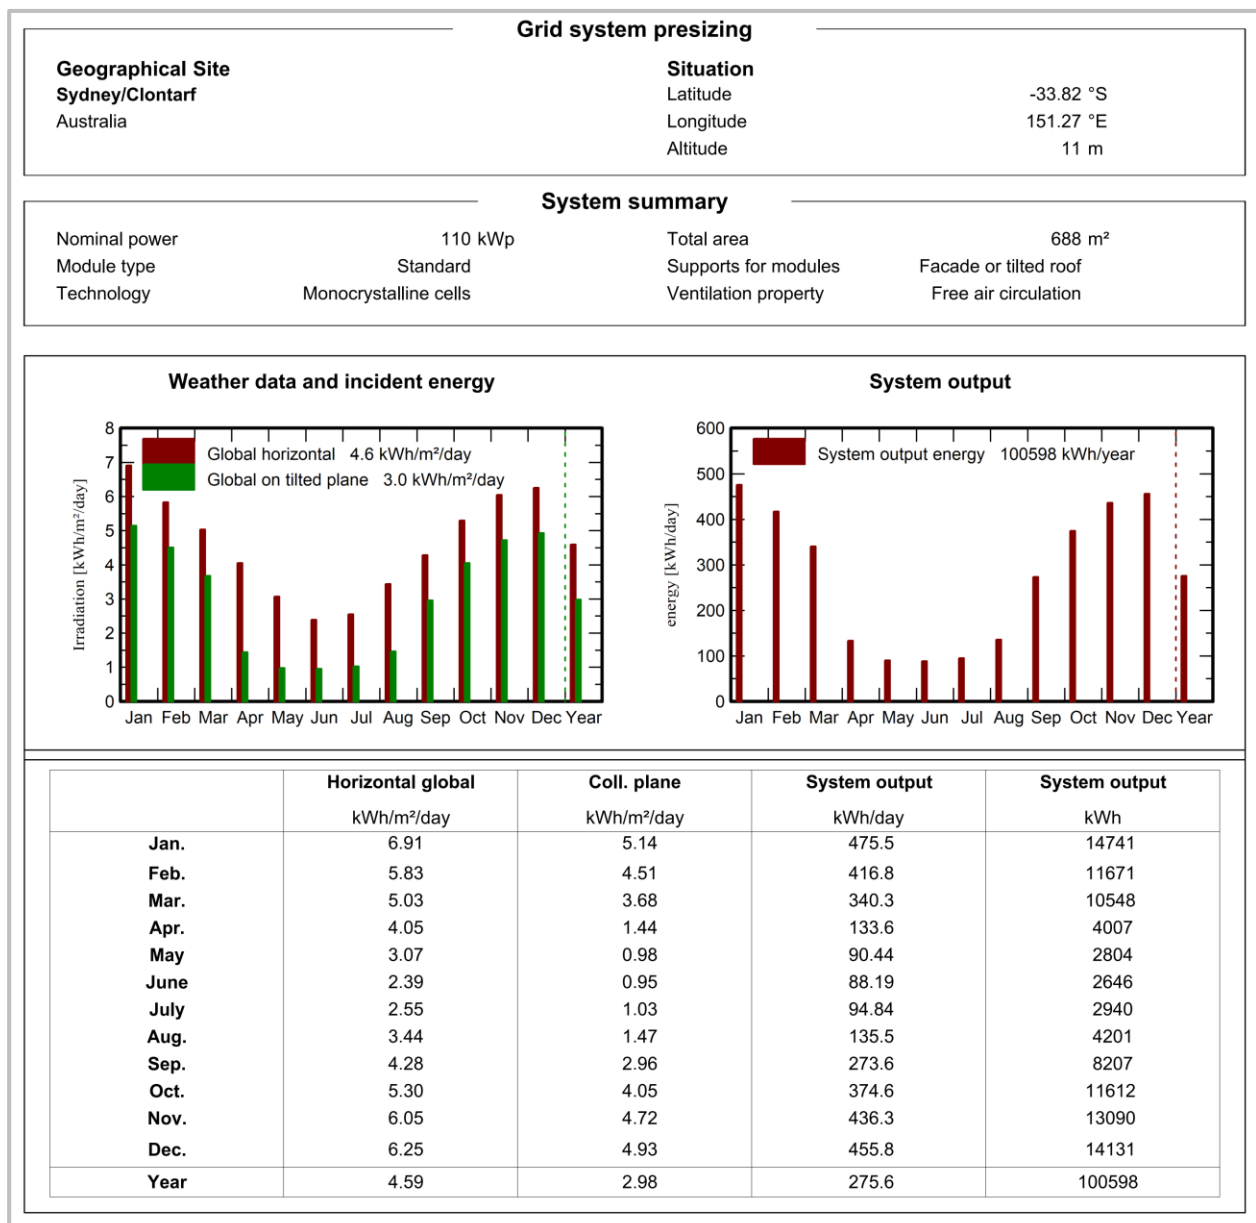 Grid system presizing
Geographical Site Situation
Sydney/Clontarf Latitude -33.82 °S
Australia Longitude 151.27 °E
Altitude 11 m
System summary
Nominal power 110 kWp Total area 688 m²
Module type Standard Supports for modules Facade or tilted roof
Technology Monocrystalline cells Ventilation property Free air circulation
Weather data and incident energy
Irradiation [kWh/m²/day]
8
7
6
5
4
3
2
1
0
Global horizontal 4.6 kWh/m²/day
Global on tilted plane 3.0 kWh/m²/day
Jan Feb Mar Apr May Jun Jul Aug Sep Oct Nov Dec Year
System output
energy [kWh/day]
600
500
400
300
200
100
0
System output energy 100598 kWh/year
Jan Feb Mar Apr May Jun Jul Aug Sep Oct Nov Dec Year
Horizontal global Coll. plane System output System output
kWh/m²/day kWh/m²/day kWh/day kWh
Jan. 6.91 5.14 475.5 14741
Feb. 5.83 4.51 416.8 11671
Mar. 5.03 3.68 340.3 10548
Apr. 4.05 1.44 133.6 4007
May 3.07 0.98 90.44 2804
June 2.39 0.95 88.19 2646
July 2.55 1.03 94.84 2940
Aug. 3.44 1.47 135.5 4201
Sep. 4.28 2.96 273.6 8207
Oct. 5.30 4.05 374.6 11612
Nov. 6.05 4.72 436.3 13090
Dec. 6.25 4.93 455.8 14131
Year 4.59 2.98 275.6 100598